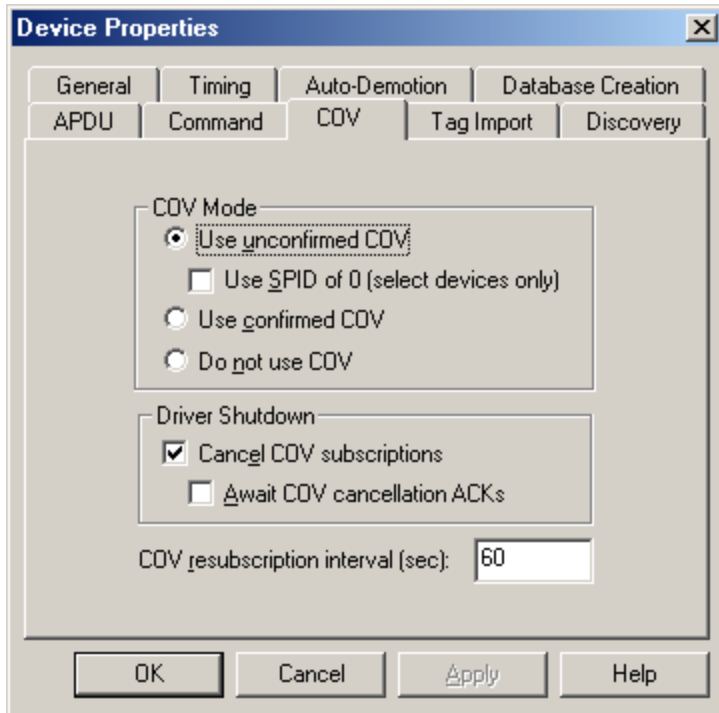 Device Properties
General Timing Auto-Demotion Database Creation
APDU Command COV Tag Import Discovery
COV Mode
Use unconfirmed COV
Use SPID of 0 (select devices only)
Use confirmed COV
Do not use COV
Driver Shutdown
Cancel COV subscriptions
Await COV cancellation ACKs
COV resubscription interval (sec): 60
OK Cancel Apply Help